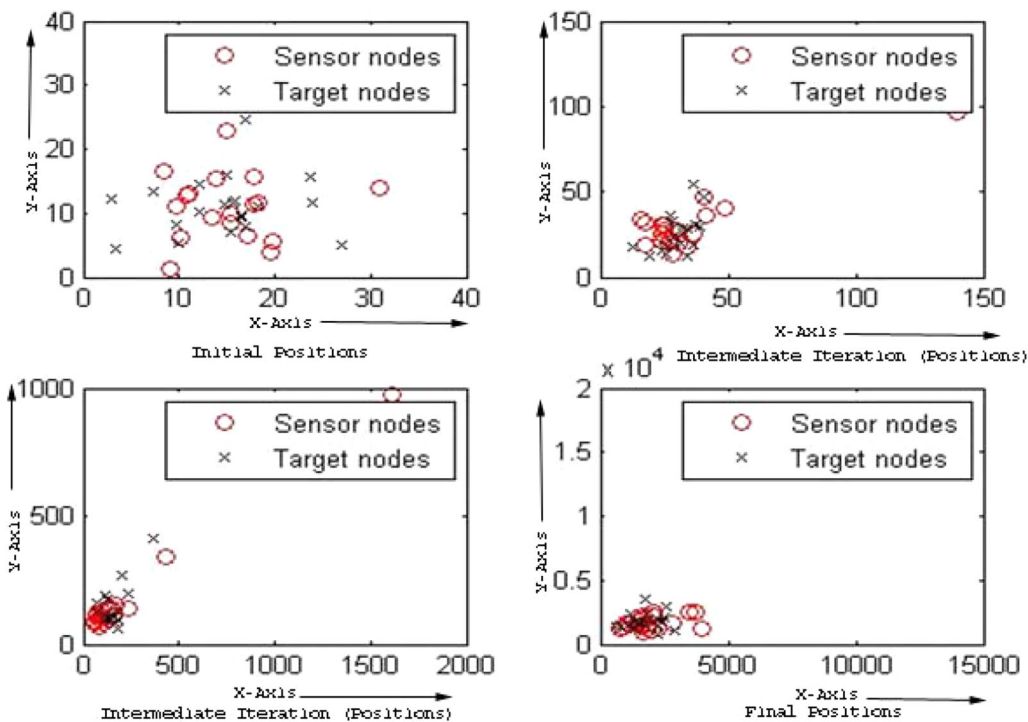 40
30
20
10
0
0
10
20
30
40
Y-Axis
Sensor nodes
Target nodes
X-Axis
Initial Positions
150
100
50
0
0
50
100
150
Y-Axis
Sensor nodes
Target nodes
X-Axis
Intermediate Iteration (Positions)
1000
500
0
0
500
1000
1500
2000
Y-Axis
Sensor nodes
Target nodes
X-Axis
Intermediate Iteration (Positions)
x 10^4
2
1.5
1
0.5
0
0
5000
10000
15000
Y-Axis
Sensor nodes
Target nodes
X-Axis
Final Positions